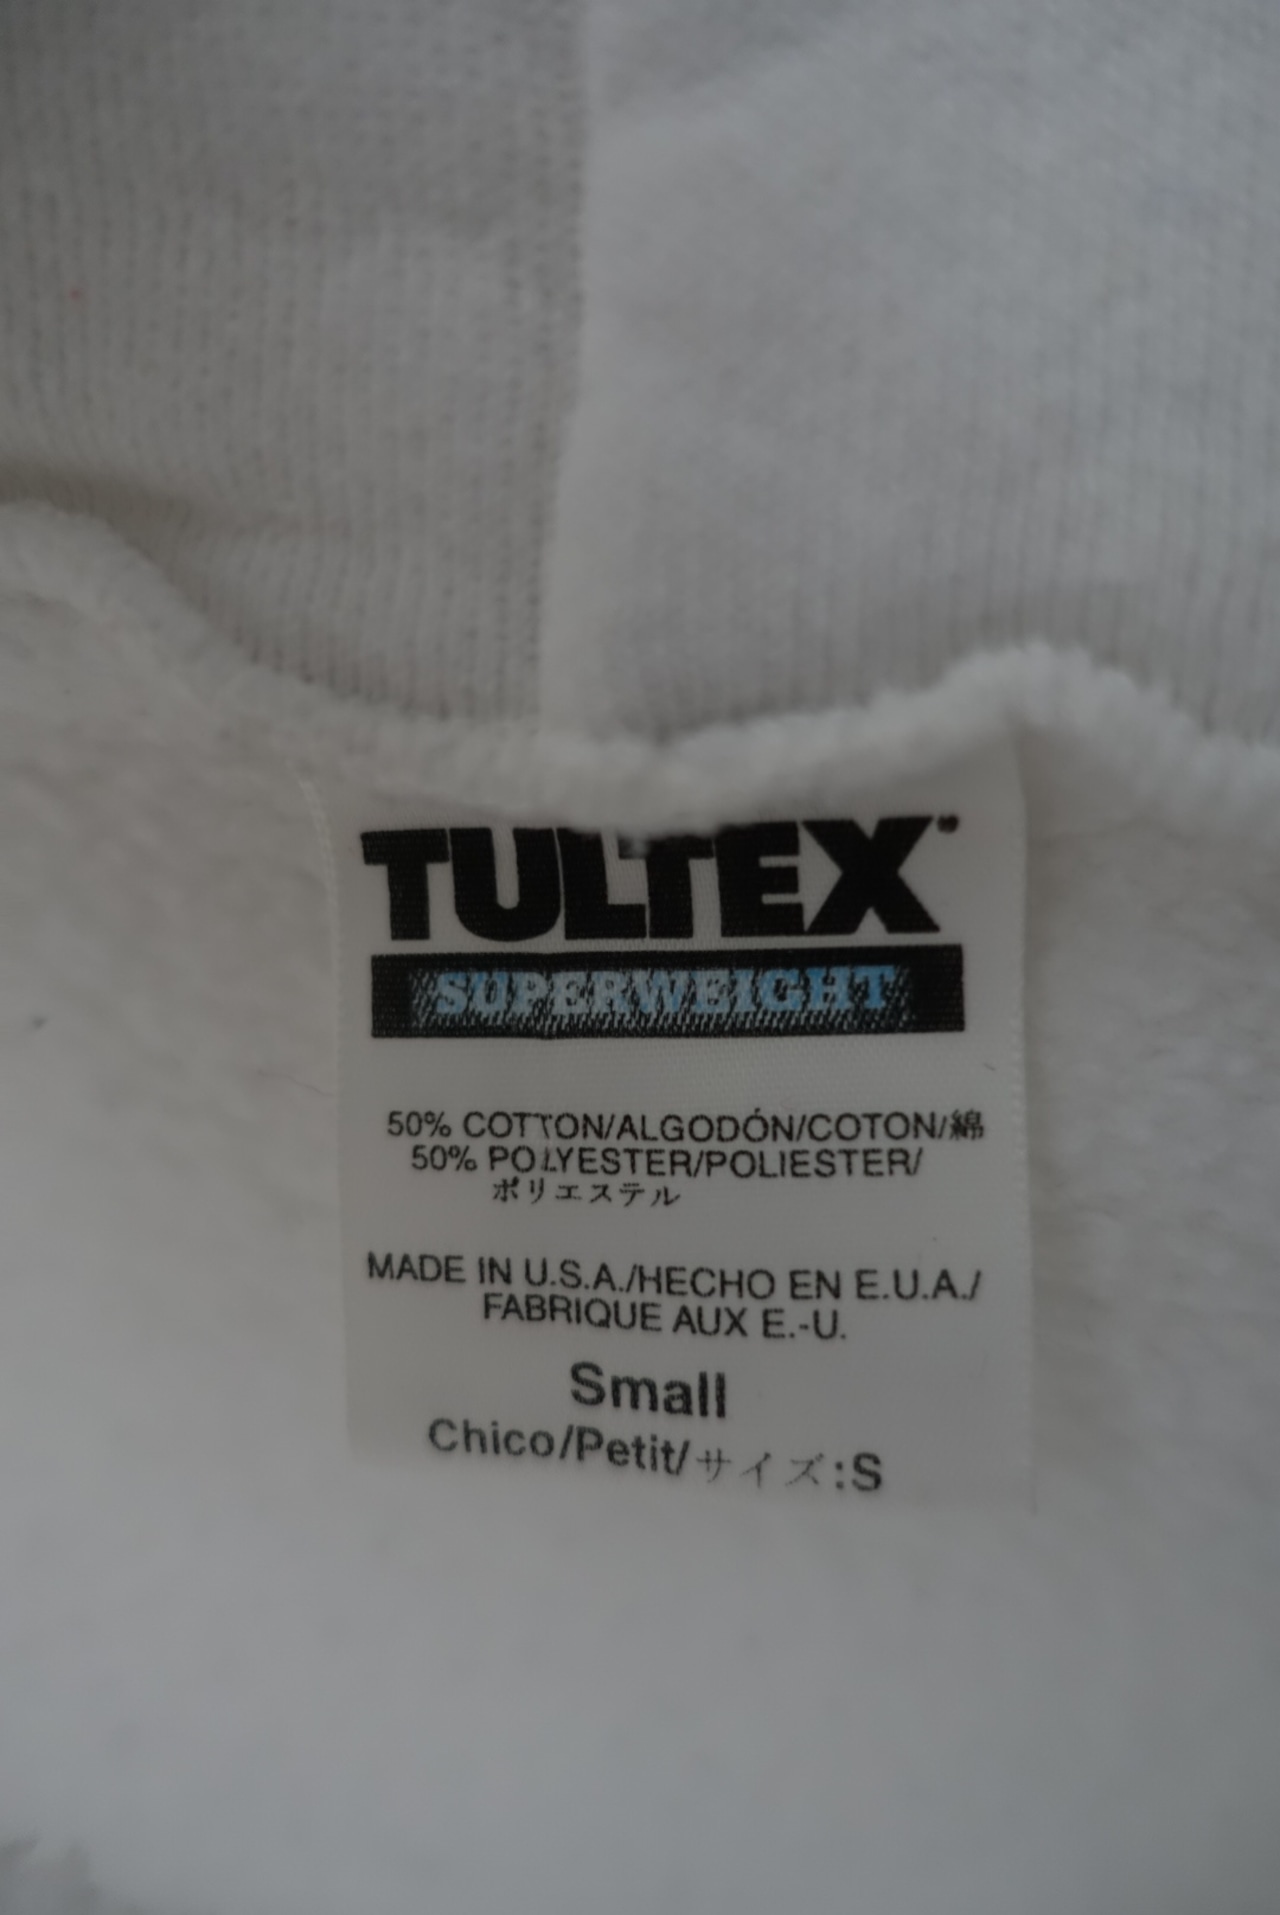 TULTEX
SUPERWEIGHT
50% COTTON/ALGODÓN/COTON/綿
50% POLYESTER/POLIESTER/
ポリエステル
MADE IN U.S.A./HECHO EN E.U.A./
FABRIQUE AUX E.-U.
Small
Chico/Petit/サイズ:S